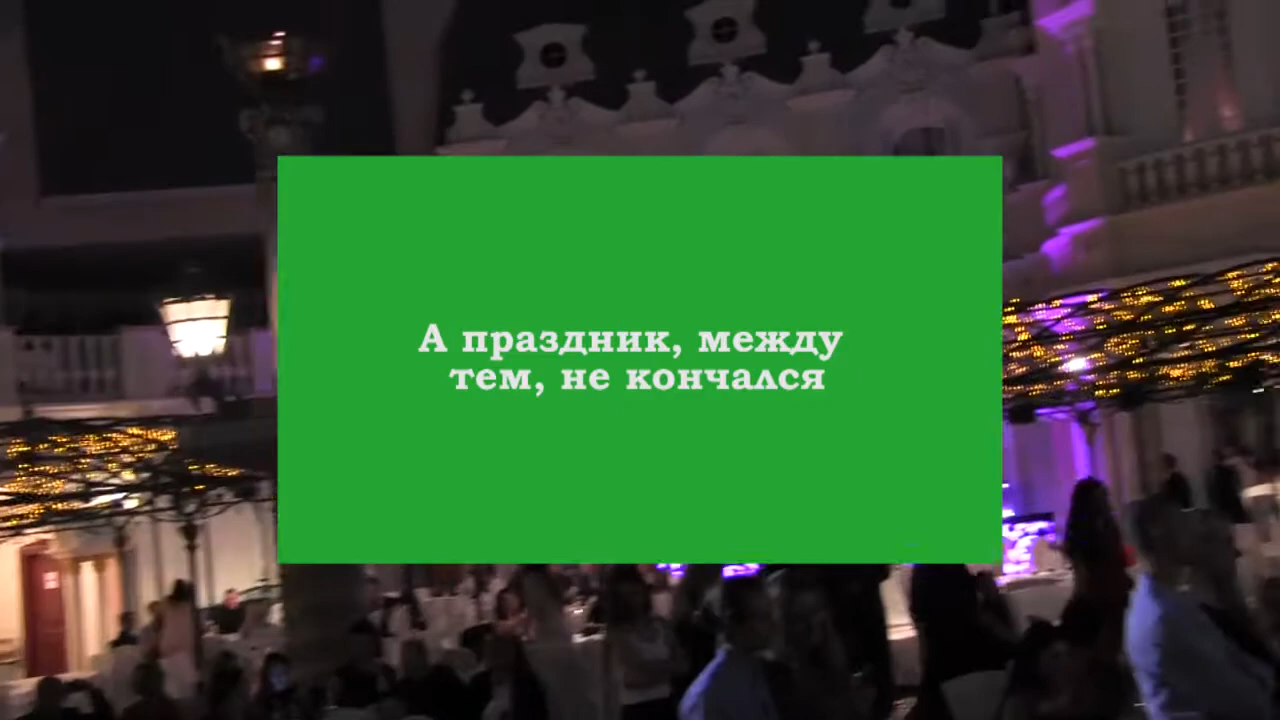 А праздник, между
тем, не кончался